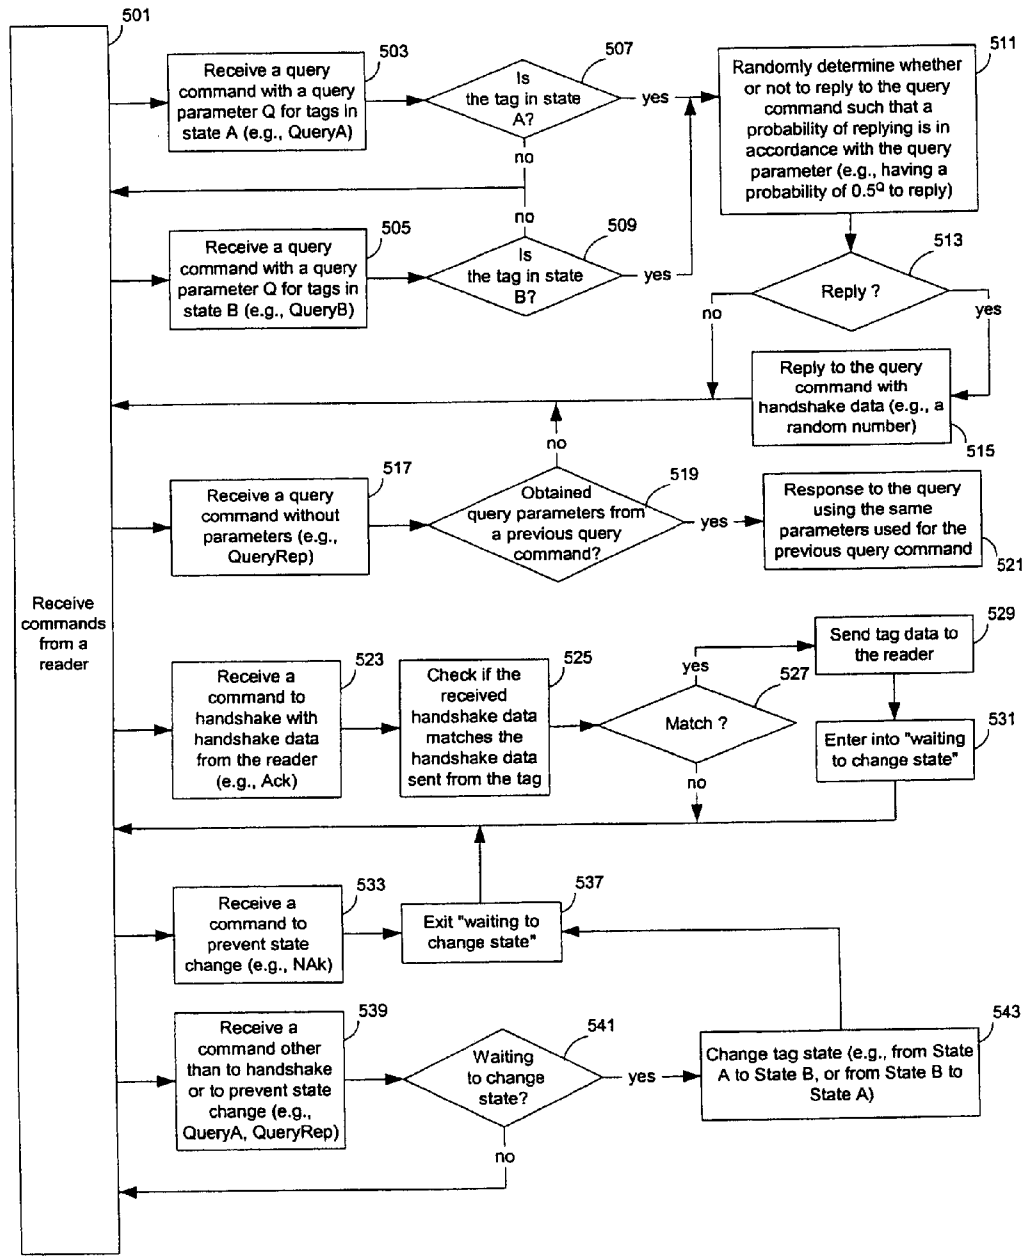 501
Receive
commands
from a
reader
503
Receive a query
command with a query
parameter Q for tags in
state A (e.g., QueryA)
507
Is
the tag in state
A?
yes
no
511
Randomly determine whether
or not to reply to the query
command such that a
probability of replying is in
accordance with the query
parameter (e.g., having a
probability of 0.5^Q to reply)
505
Receive a query
command with a query
parameter Q for tags in
state B (e.g., QueryB)
no
509
Is
the tag in state
B?
yes
513
Reply ?
no
yes
Reply to the query
command with
handshake data (e.g., a
random number)
515
no
517
Receive a query
command without
parameters (e.g.,
QueryRep)
519
Obtained
query parameters from
a previous query
command?
yes
Response to the query
using the same
parameters used for the
previous query command
521
523
Receive a
command to
handshake with
handshake data
from the reader
(e.g., Ack)
525
Check if the
received
handshake data
matches the
handshake data
sent from the tag
527
Match ?
yes
no
529
Send tag data to
the reader
531
Enter into "waiting
to change state"
533
Receive a
command to
prevent state
change (e.g., NAk)
537
Exit "waiting to
change state"
539
Receive a
command other
than to handshake
or to prevent state
change (e.g.,
QueryA, QueryRep)
541
Waiting
to change
state?
yes
no
543
Change tag state (e.g., from State
A to State B, or from State B to
State A)